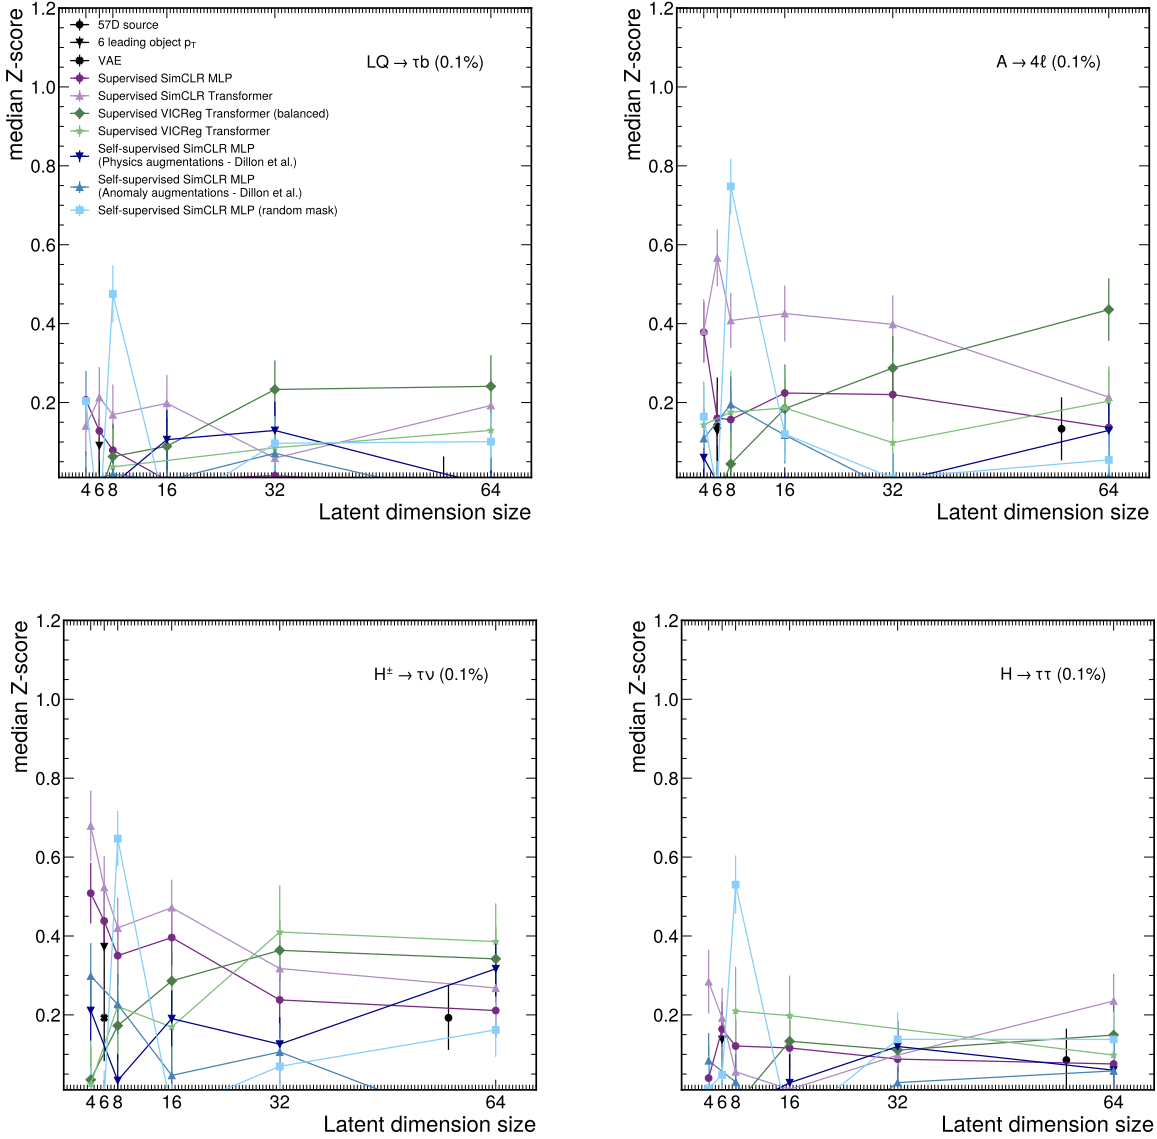 1.2
1.0
0.8
0.6
0.4
0.2
median Z-score
57D source
6 leading object pT
VAE
Supervised SimCLR MLP
Supervised SimCLR Transformer
Supervised VICReg Transformer (balanced)
Supervised VICReg Transformer
Self-supervised SimCLR MLP
(Physics augmentations - Dillon et al.)
Self-supervised SimCLR MLP
(Anomaly augmentations - Dillon et al.)
Self-supervised SimCLR MLP (random mask)
LQ → τb (0.1%)
4 6 8 16 32 64
Latent dimension size
1.2
1.0
0.8
0.6
0.4
0.2
median Z-score
A → 4ℓ (0.1%)
4 6 8 16 32 64
Latent dimension size
1.2
1.0
0.8
0.6
0.4
0.2
median Z-score
H± → τν (0.1%)
4 6 8 16 32 64
Latent dimension size
1.2
1.0
0.8
0.6
0.4
0.2
median Z-score
H → ττ (0.1%)
4 6 8 16 32 64
Latent dimension size